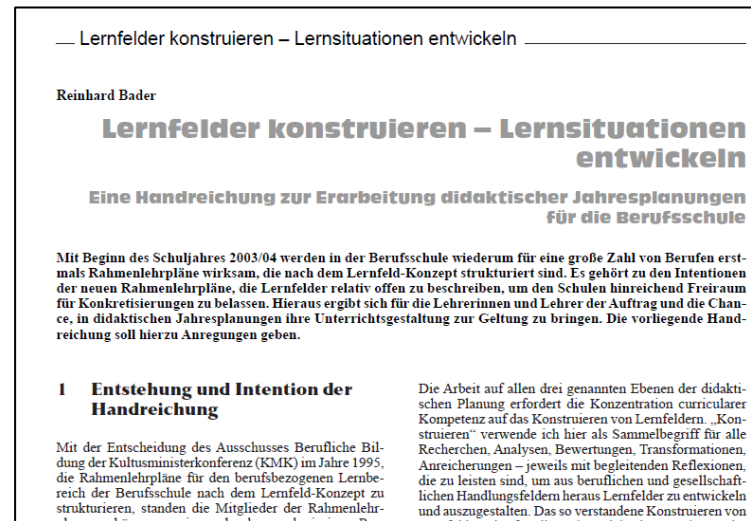 Lernfelder konstruieren – Lernsituationen entwickeln
Reinhard Bader
Lernfelder konstruieren – Lernsituationen
entwickeln
Eine Handreichung zur Erarbeitung didaktischer Jahresplanungen
für die Berufsschule
Mit Beginn des Schuljahres 2003/04 werden in der Berufsschule wiederum für eine große Zahl von Berufen erst-
mals Rahmenlehrpläne wirksam, die nach dem Lernfeld-Konzept strukturiert sind. Es gehört zu den Intentionen
der neuen Rahmenlehrpläne, die Lernfelder relativ offen zu beschreiben, um den Schulen hinreichend Freiraum
für Konkretisierungen zu belassen. Hieraus ergibt sich für die Lehrerinnen und Lehrer der Auftrag und die Chan-
ce, in didaktischen Jahresplanungen ihre Unterrichtsgestaltung zur Geltung zu bringen. Die vorliegende Hand-
reichung soll hierzu Anregungen geben.
1 Entstehung und Intention der
Handreichung
Mit der Entscheidung des Ausschusses Berufliche Bil-
dung der Kultusministerkonferenz (KMK) im Jahre 1995,
die Rahmenlehrpläne für den berufsbezogenen Lernbe-
reich der Berufsschule nach dem Lernfeld-Konzept zu
strukturieren, standen die Mitglieder der Rahmenlehr-
Die Arbeit auf allen drei genannten Ebenen der didakti-
schen Planung erfordert die Konzentration curricularer
Kompetenz auf das Konstruieren von Lernfeldern. „Kon-
struieren“ verwende ich hier als Sammelbegriff für alle
Recherchen, Analysen, Bewertungen, Transformationen,
Anreicherungen – jeweils mit begleitenden Reflexionen,
die zu leisten sind, um aus beruflichen und gesellschaft-
lichen Handlungsfeldern heraus Lernfelder zu entwickeln
und auszugestalten. Das so verstandene Konstruieren von